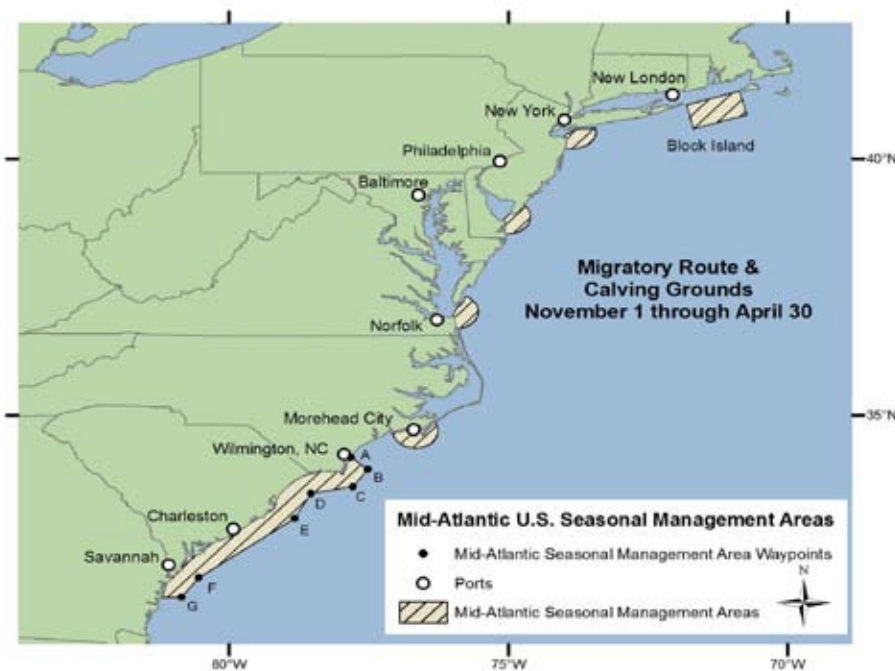 New London
New York
Block Island
Philadelphia
40°N
Baltimore
Migratory Route &
Calving Grounds
November 1 through April 30
Norfolk
Morehead City
35°N
Wilmington, NC
A
B
C
D
Charleston
E
Savannah
F
G
Mid-Atlantic U.S. Seasonal Management Areas
Mid-Atlantic Seasonal Management Area Waypoints
Ports
N
Mid-Atlantic Seasonal Management Areas
80°W
75°W
70°W